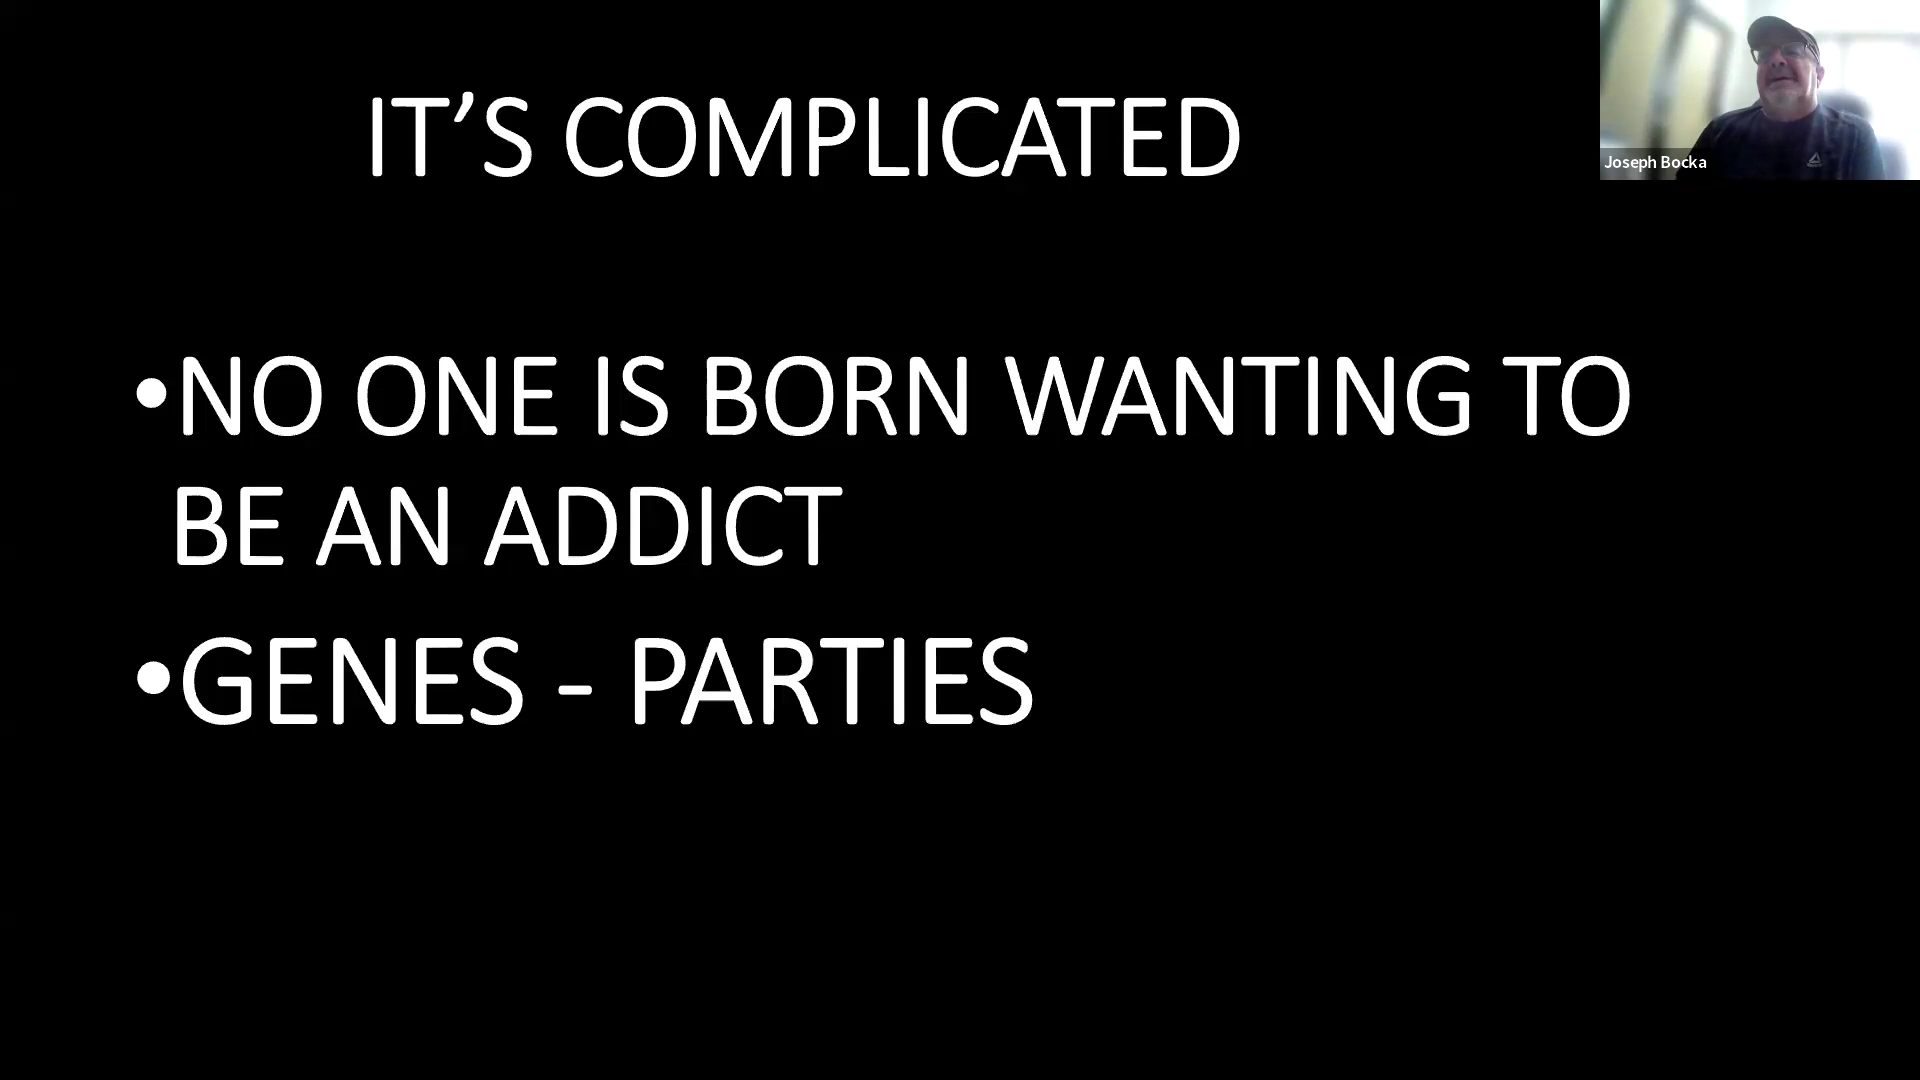 IT’S COMPLICATED
Joseph Bocka
•NO ONE IS BORN WANTING TO
BE AN ADDICT
•GENES - PARTIES